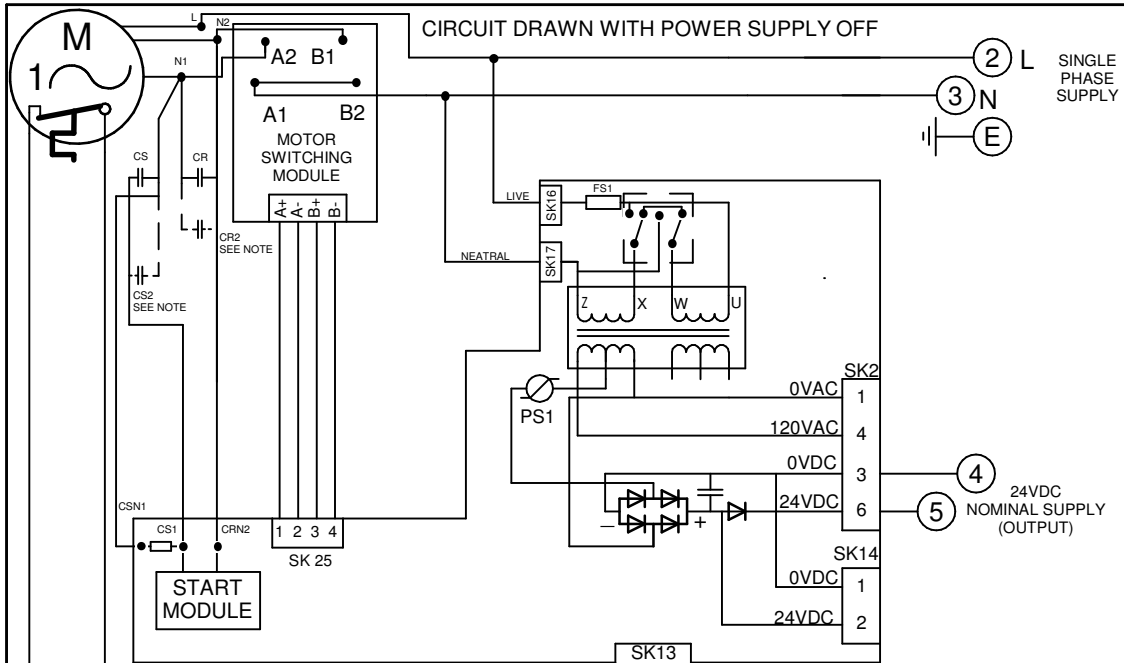 CIRCUIT DRAWN WITH POWER SUPPLY OFF
M
1
L
N2
N1
A2 B1
A1 B2
MOTOR
SWITCHING
MODULE
A+ A- B+ B-
2 L
3 N
E
SINGLE
PHASE
SUPPLY
CS
CR
CR2
SEE NOTE
CS2
SEE NOTE
LIVE
SK16
FS1
NEATRAL
SK17
Z X W U
PS1
SK2
0VAC 1
120VAC 4
0VDC 3
24VDC 6
4
5
24VDC
NOMINAL SUPPLY
(OUTPUT)
– +
SK14
0VDC 1
24VDC 2
CSN1
CS1
CRN2
1 2 3 4
SK 25
START
MODULE
SK13